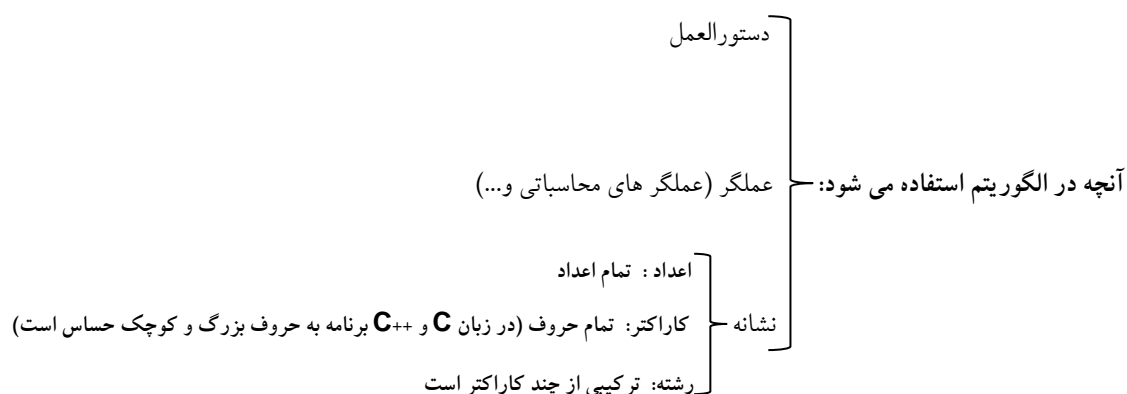 دستورالعمل
آنچه در الگوریتم استفاده می شود:
عملگر (عملگر های محاسباتی و...)
اعداد : تمام اعداد
نشانه
کاراکتر: تمام حروف (در زبان C و C++ برنامه به حروف بزرگ و کوچک حساس است)
رشته: ترکیبی از چند کاراکتر است